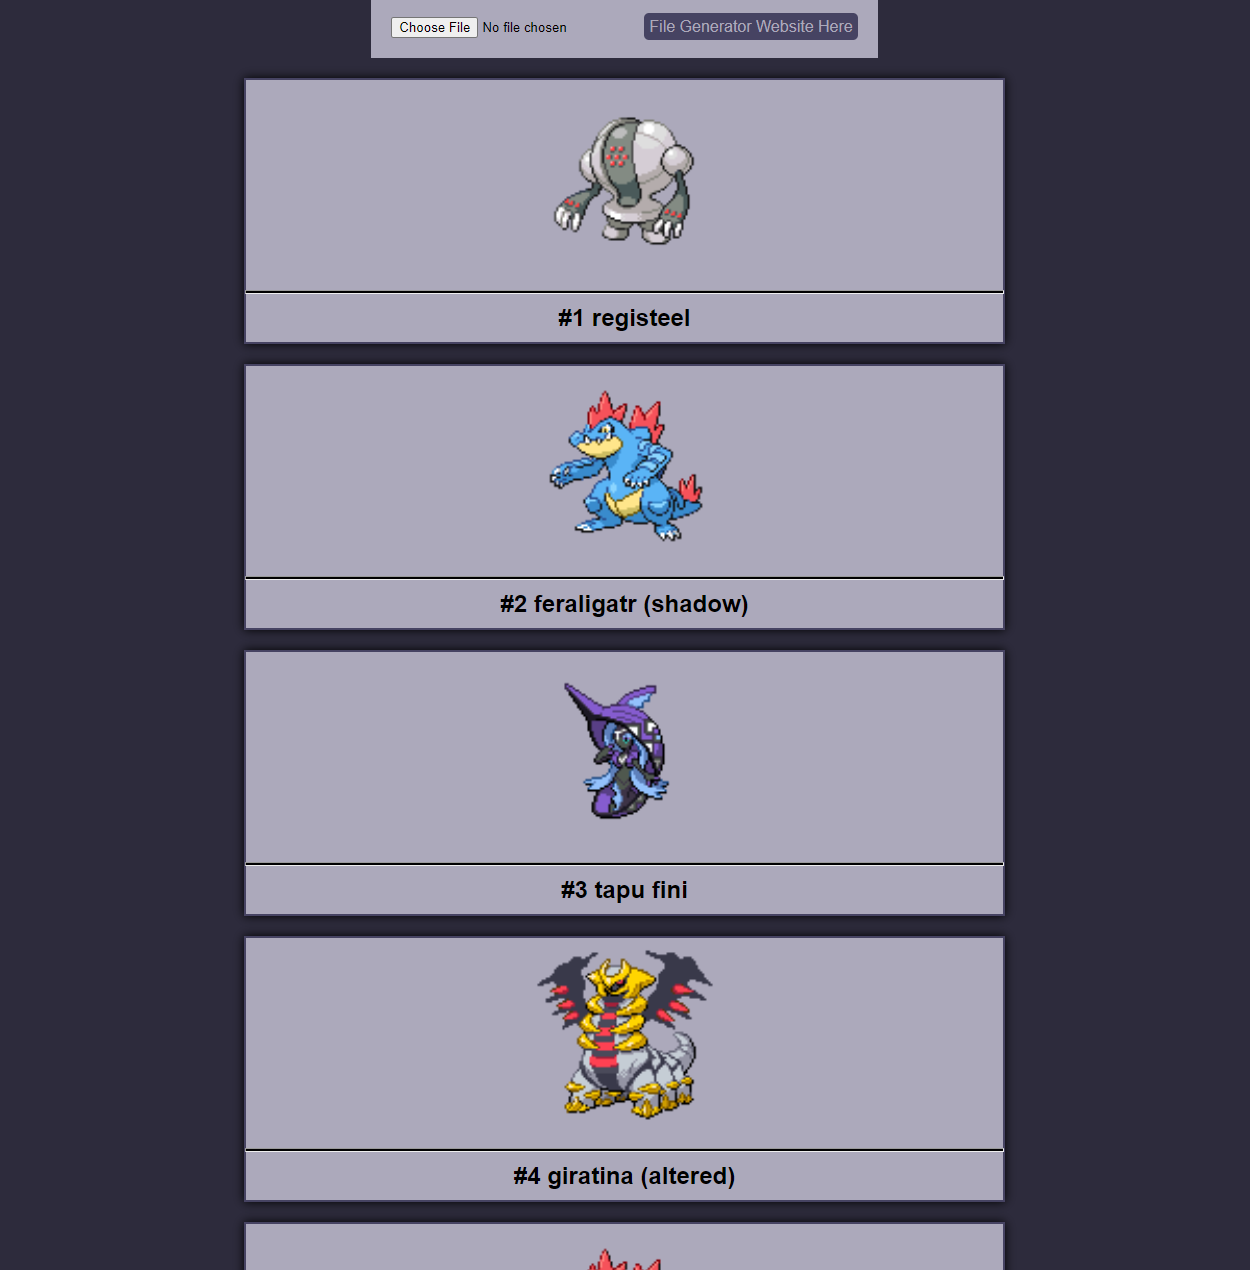 Choose File No file chosen File Generator Website Here
#1 registeel
#2 feraligatr (shadow)
#3 tapu fini
#4 giratina (altered)